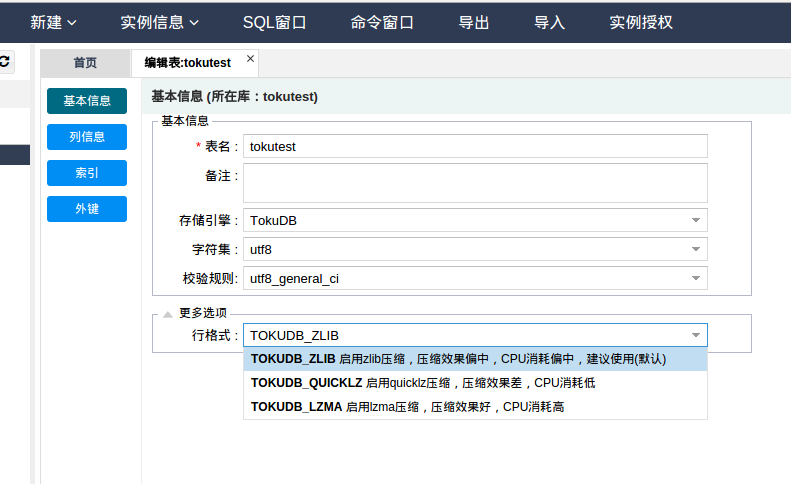 新建 实例信息 SQL窗口 命令窗口 导出 导入 实例授权
首页 编辑表:tokutest
基本信息 (所在库：tokutest)
基本信息
列信息
索引
外键
基本信息
* 表名： tokutest
备注：
存储引擎： TokuDB
字符集： utf8
校验规则: utf8_general_ci
更多选项
行格式： TOKUDB_ZLIB
TOKUDB_ZLIB 启用zlib压缩，压缩效果偏中，CPU消耗偏中，建议使用(默认)
TOKUDB_QUICKLZ 启用quicklz压缩，压缩效果差，CPU消耗低
TOKUDB_LZMA 启用lzma压缩，压缩效果好，CPU消耗高